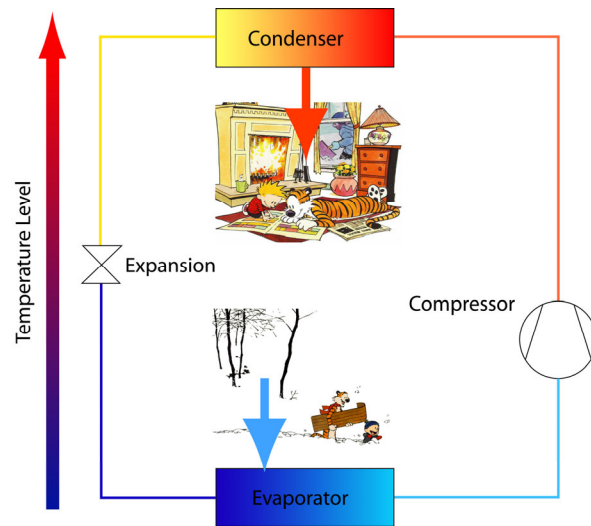 Condenser
Temperature Level
Expansion
Compressor
Evaporator